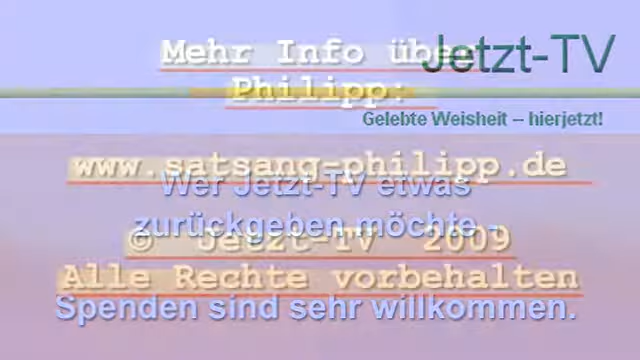 Mehr Info über
Philipp:
www.satsang-philipp.de
© Jetzt-TV 2009
Alle Rechte vorbehalten
Jetzt-TV
Gelebte Weisheit – hierjetzt!
Wer Jetzt-TV etwas
zurückgeben möchte -
Spenden sind sehr willkommen.